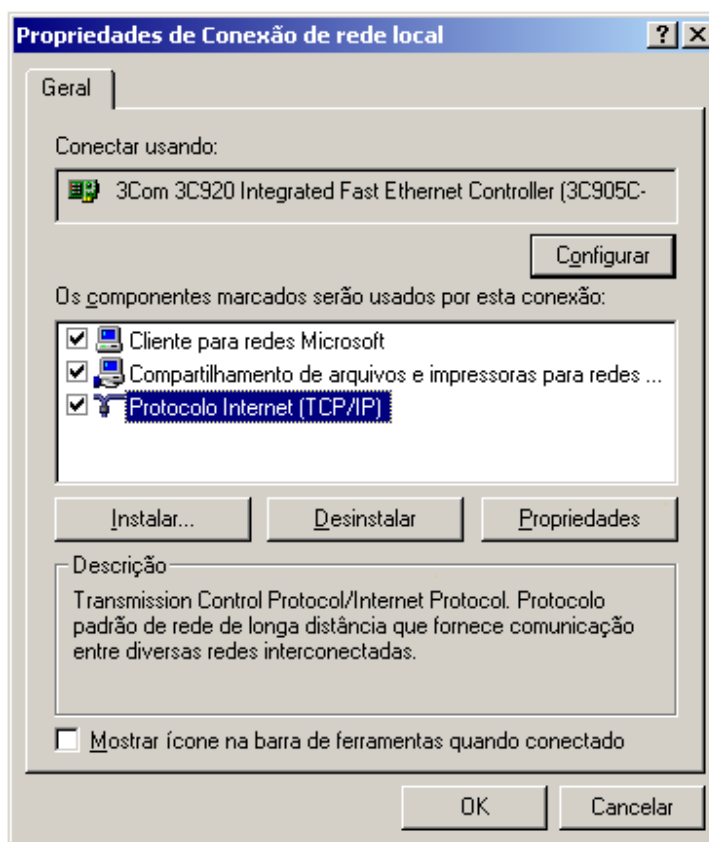 Propriedades de Conexão de rede local
Geral
Conectar usando:
3Com 3C920 Integrated Fast Ethernet Controller (3C905C-
Configurar
Os componentes marcados serão usados por esta conexão:
Cliente para redes Microsoft
Compartilhamento de arquivos e impressoras para redes ...
Protocolo Internet (TCP/IP)
Instalar... Desinstalar Propriedades
Descrição
Transmission Control Protocol/Internet Protocol. Protocolo
padrão de rede de longa distância que fornece comunicação
entre diversas redes interconectadas.
Mostrar ícone na barra de ferramentas quando conectado
OK Cancelar